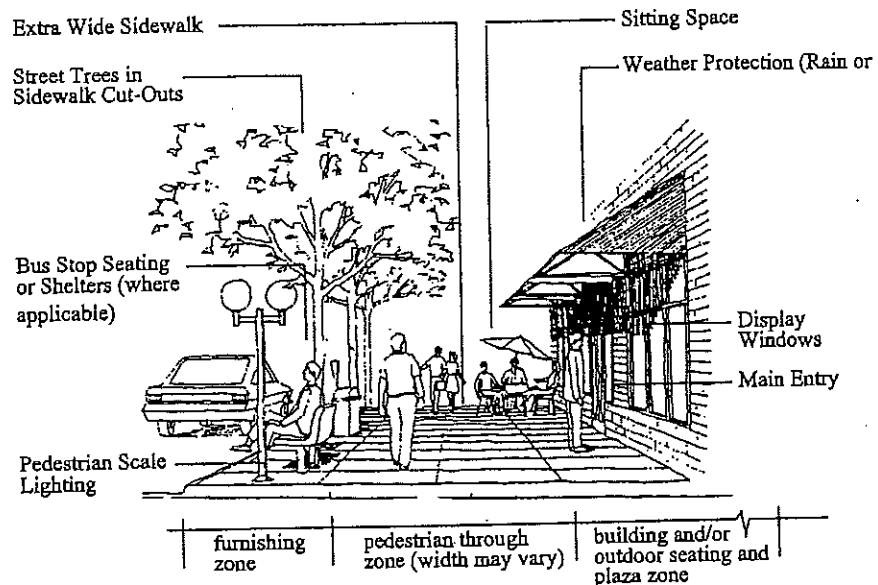 Extra Wide Sidewalk
Sitting Space
Street Trees in
Sidewalk Cut-Outs
Weather Protection (Rain or
Bus Stop Seating
or Shelters (where
applicable)
Display
Windows
Main Entry
Pedestrian Scale
Lighting
furnishing
zone
pedestrian through
zone (width may vary)
building and/or
outdoor seating and
plaza zone